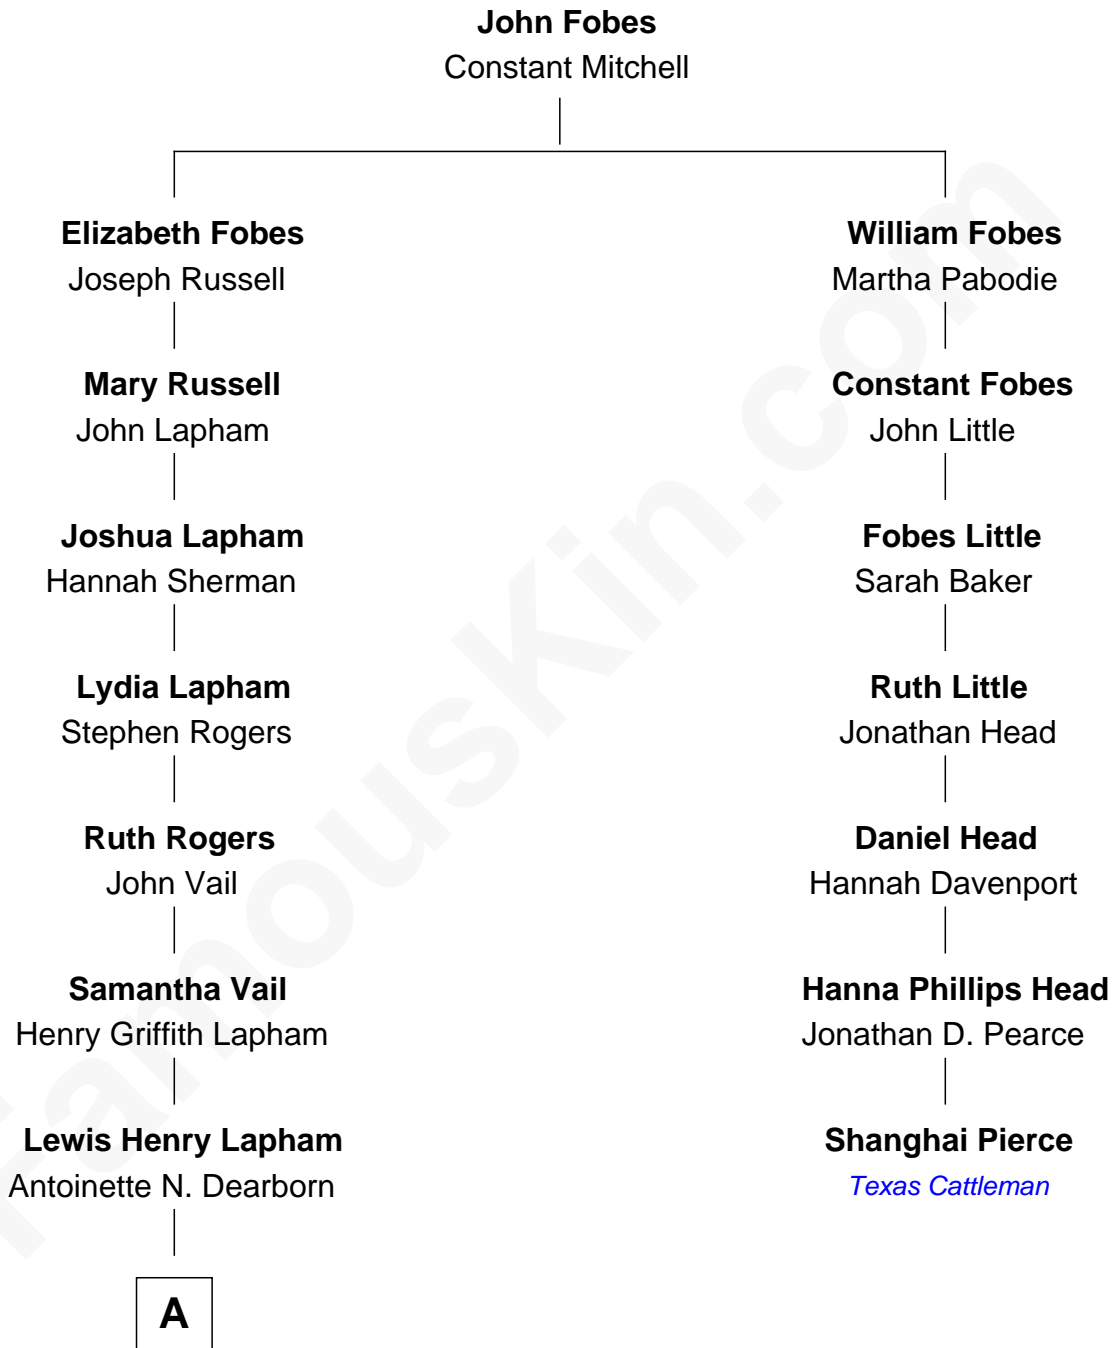 John Fobes
Constant Mitchell
Elizabeth Fobes
Joseph Russell
William Fobes
Martha Pabodie
Mary Russell
John Lapham
Constant Fobes
John Little
Joshua Lapham
Hannah Sherman
Fobes Little
Sarah Baker
Lydia Lapham
Stephen Rogers
Ruth Little
Jonathan Head
Ruth Rogers
John Vail
Daniel Head
Hannah Davenport
Samantha Vail
Henry Griffith Lapham
Hanna Phillips Head
Jonathan D. Pearce
Lewis Henry Lapham
Antoinette N. Dearborn
Shanghai Pierce
Texas Cattleman
A
FamousKin.com